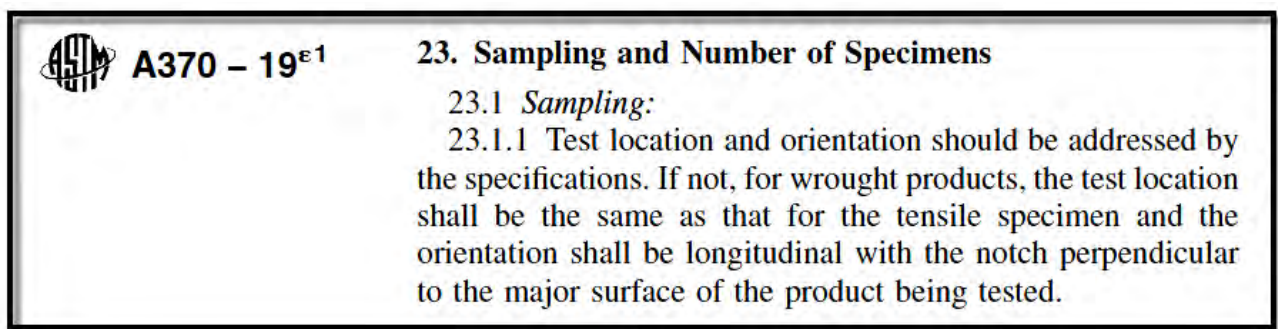 ASTM A370 – 19ε1
23. Sampling and Number of Specimens
23.1 Sampling:
23.1.1 Test location and orientation should be addressed by
the specifications. If not, for wrought products, the test location
shall be the same as that for the tensile specimen and the
orientation shall be longitudinal with the notch perpendicular
to the major surface of the product being tested.